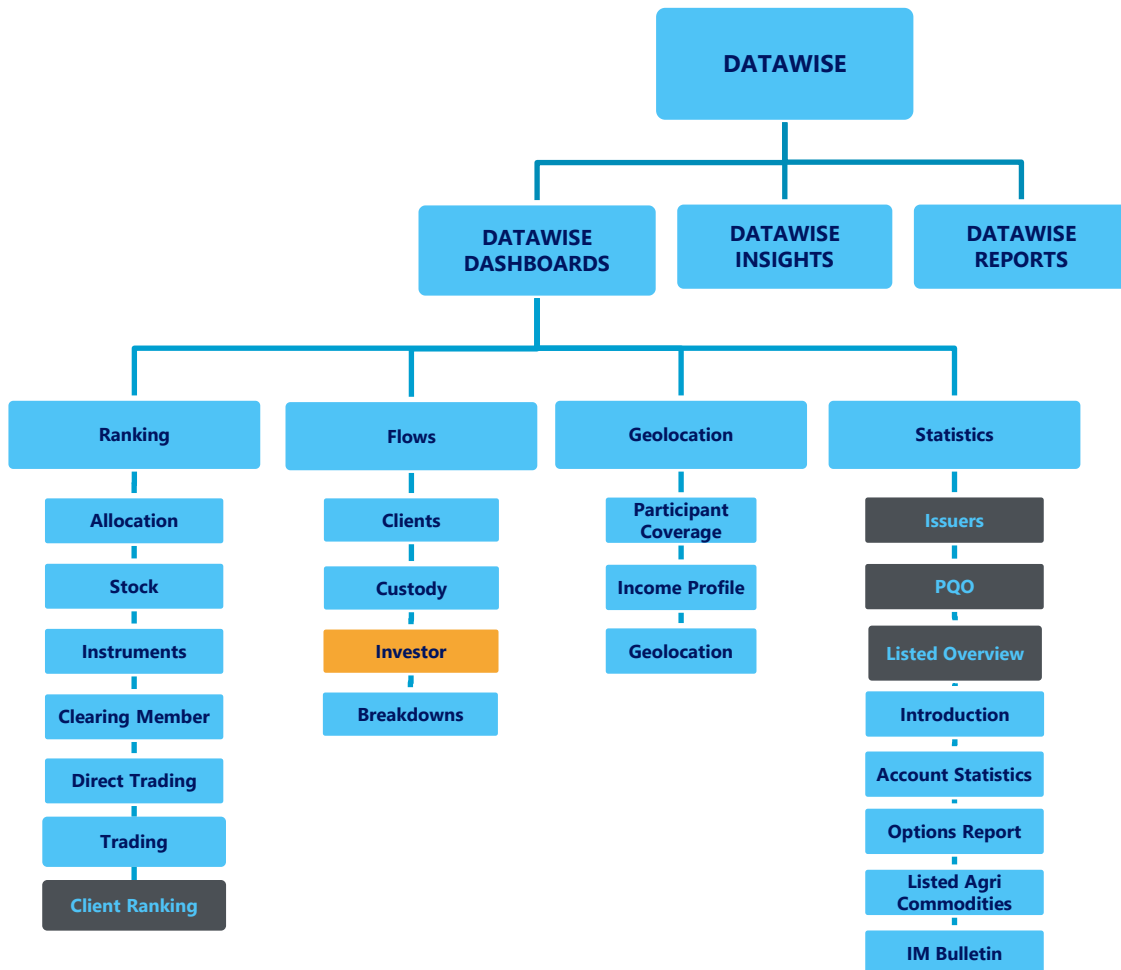 DATAWISE
DATAWISE
DASHBOARDS
DATAWISE
INSIGHTS
DATAWISE
REPORTS
Ranking
Flows
Geolocation
Statistics
Allocation
Stock
Instruments
Clearing Member
Direct Trading
Trading
Client Ranking
Clients
Custody
Investor
Breakdowns
Participant
Coverage
Income Profile
Geolocation
Issuers
PQO
Listed Overview
Introduction
Account Statistics
Options Report
Listed Agri
Commodities
IM Bulletin